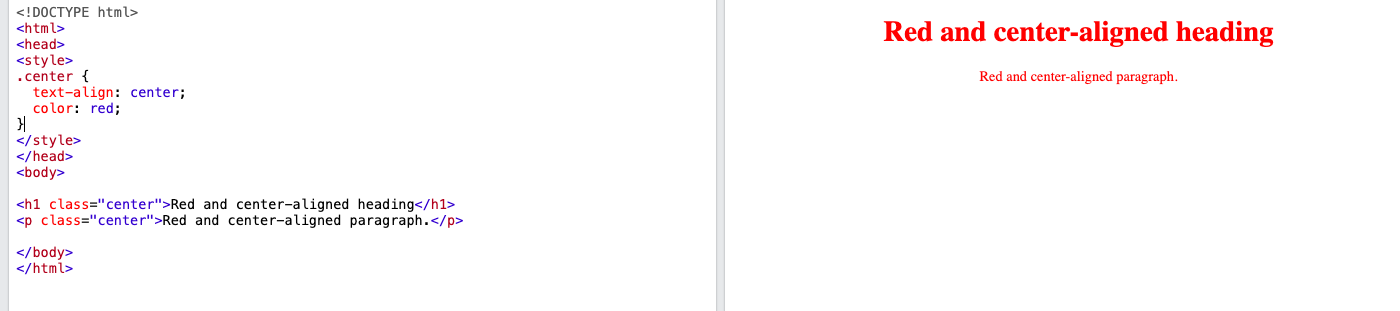 <!DOCTYPE html>
<html>
<head>
<style>
.center {
  text-align: center;
  color: red;
}
</style>
</head>
<body>

<h1 class="center">Red and center-aligned heading</h1>
<p class="center">Red and center-aligned paragraph.</p>

</body>
</html>
Red and center-aligned heading
Red and center-aligned paragraph.